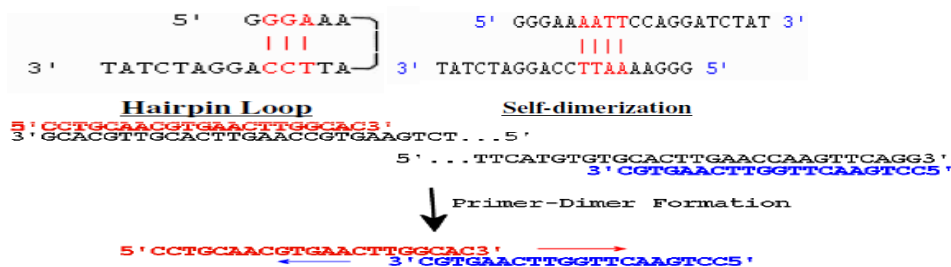 5' GGGAAA
3' TATCTAGGACCTTA
Hairpin Loop
5' GGGAAAATTCCAGGATCTAT 3'
3' TATCTAGGACCTTAAAAGGG 5'
Self-dimerization
5'CCTGCAACGTGAACTTGGCAC3'
3'GCACGTTGCACTTGAACCGTGAAGTCT...5'
5'...TTCATGTGTGCACTTGAACCAAGTTCAGG3'
3'CGTGAACTTGGTTCAAGTCC5'
Primer-Dimer Formation
5'CCTGCAACGTGAACTTGGCAC3'
3'CGTGAACTTGGTTCAAGTCC5'